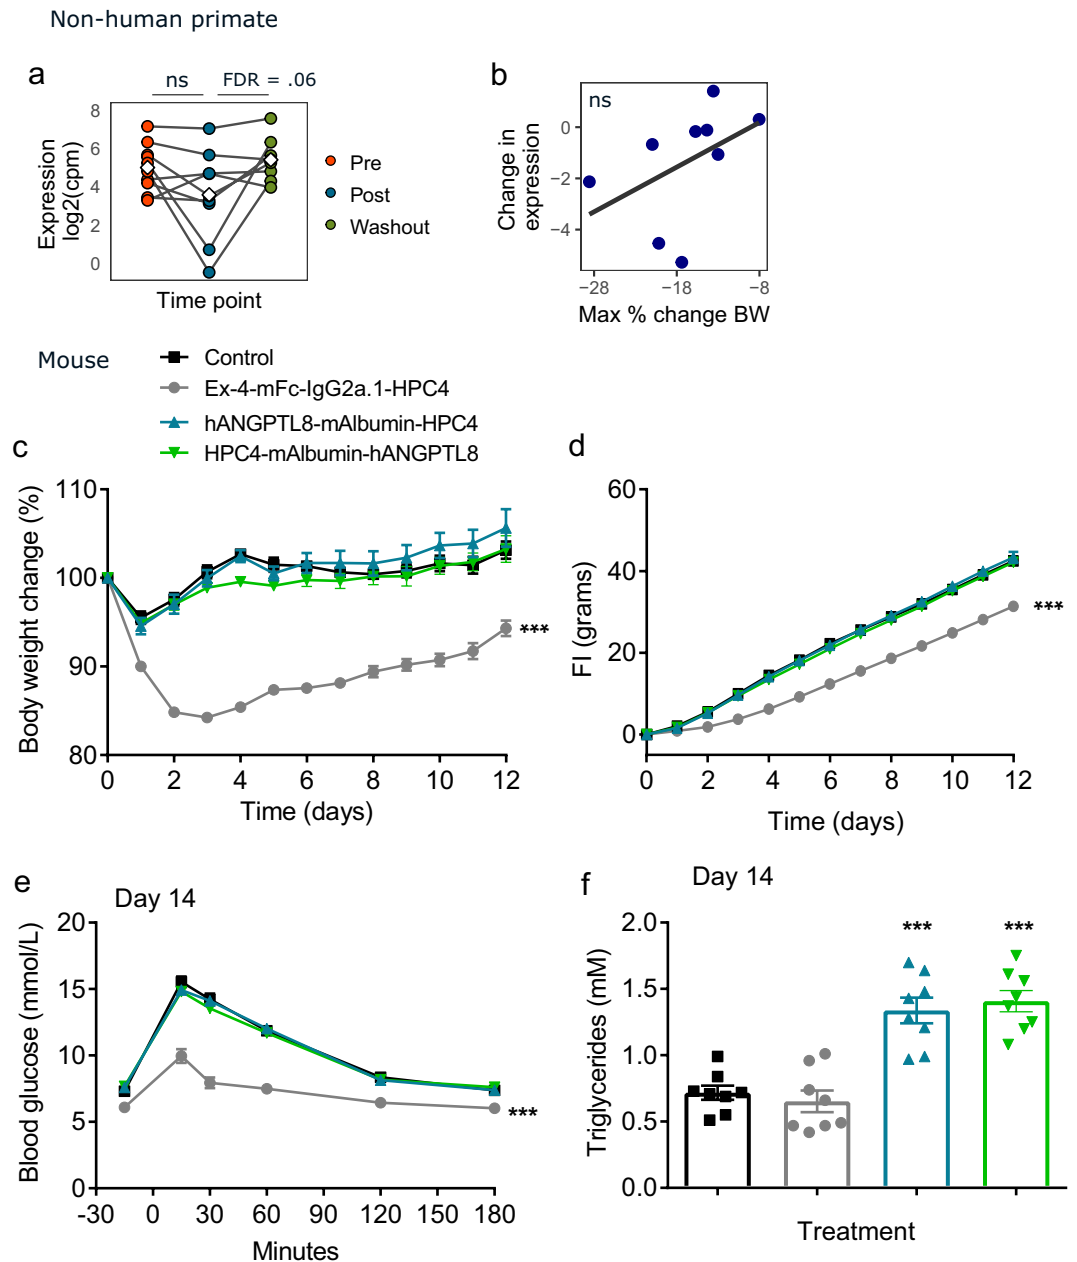 Non-human primate
a
ns
FDR = .06
8
6
4
2
0
Expression
log2(cpm)
Time point
Pre
Post
Washout
b
ns
0
−2
−4
Change in
expression
−28
−18
−8
Max % change BW
Mouse
Control
Ex-4-mFc-IgG2a.1-HPC4
hANGPTL8-mAlbumin-HPC4
HPC4-mAlbumin-hANGPTL8
c
110
100
90
80
Body weight change (%)
***
0 2 4 6 8 10 12
Time (days)
d
60
40
20
0
FI (grams)
***
0 2 4 6 8 10 12
Time (days)
e
Day 14
20
15
10
5
0
Blood glucose (mmol/L)
***
-30 0 30 60 90 120 150 180
Minutes
f
Day 14
2.0
1.5
1.0
0.5
0.0
Triglycerides (mM)
*** ***
Treatment